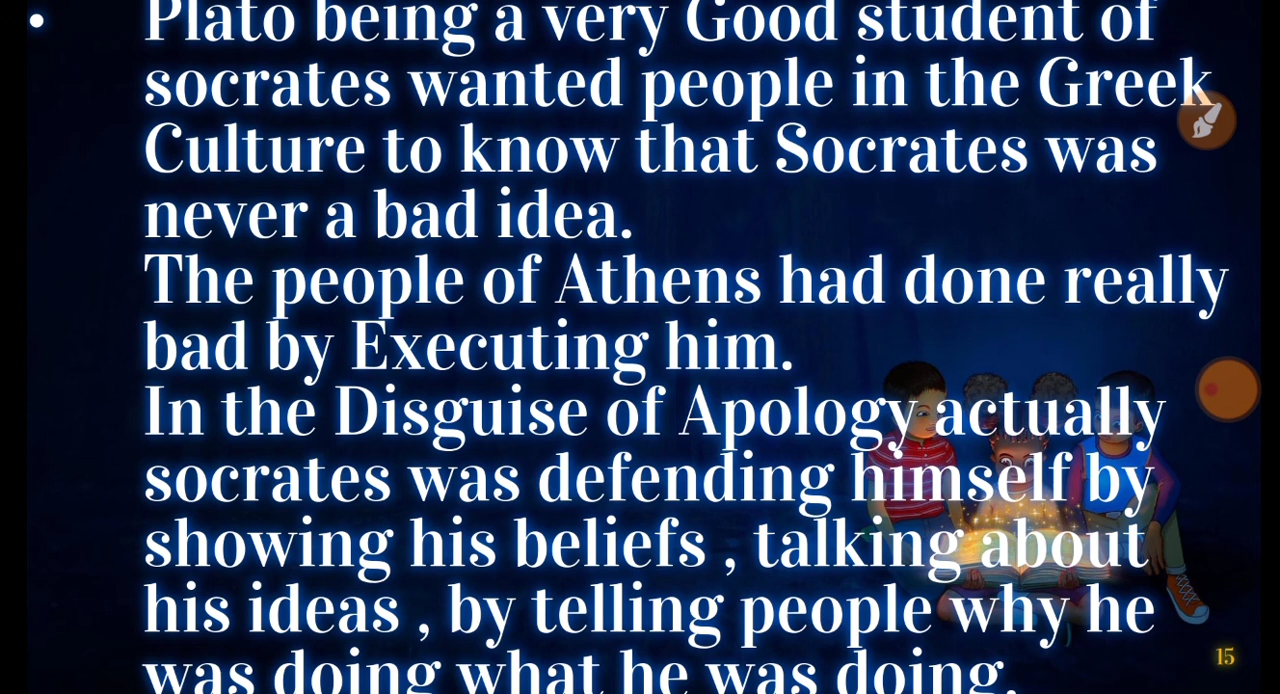 • Plato being a very Good student of
socrates wanted people in the Greek
Culture to know that Socrates was
never a bad idea.
The people of Athens had done really
bad by Executing him.
In the Disguise of Apology actually
socrates was defending himself by
showing his beliefs , talking about
his ideas , by telling people why he
was doing what he was doing.
15